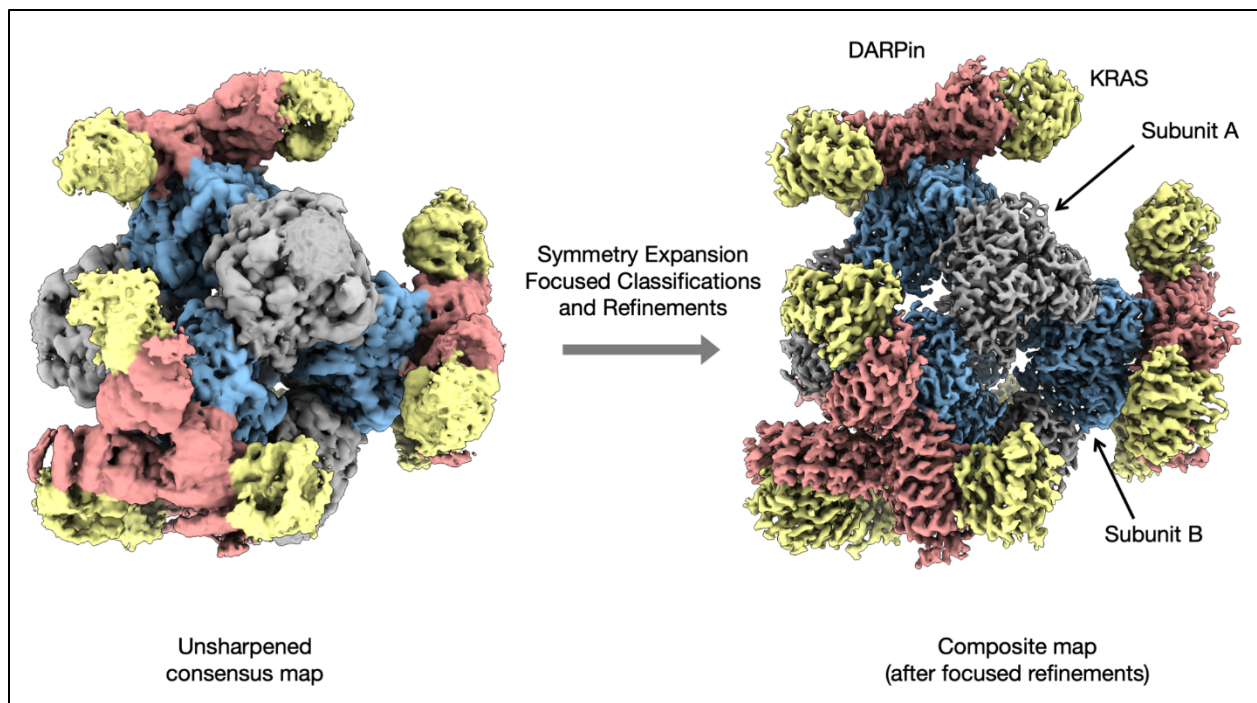 DARPin
KRAS
Subunit A
Symmetry Expansion
Focused Classifications
and Refinements
Subunit B
Unsharpened
consensus map
Composite map
(after focused refinements)